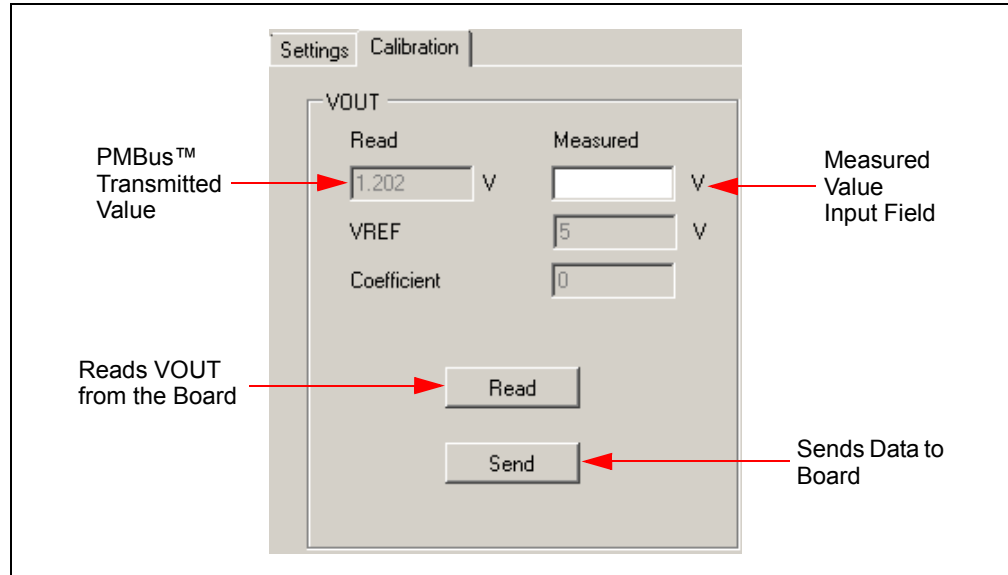 Settings Calibration
VOUT
Read Measured
PMBus™
Transmitted
Value
1.202 V
V
Measured
Value
Input Field
VREF 5 V
Coefficient 0
Reads VOUT
from the Board
Read
Send
Sends Data to
Board